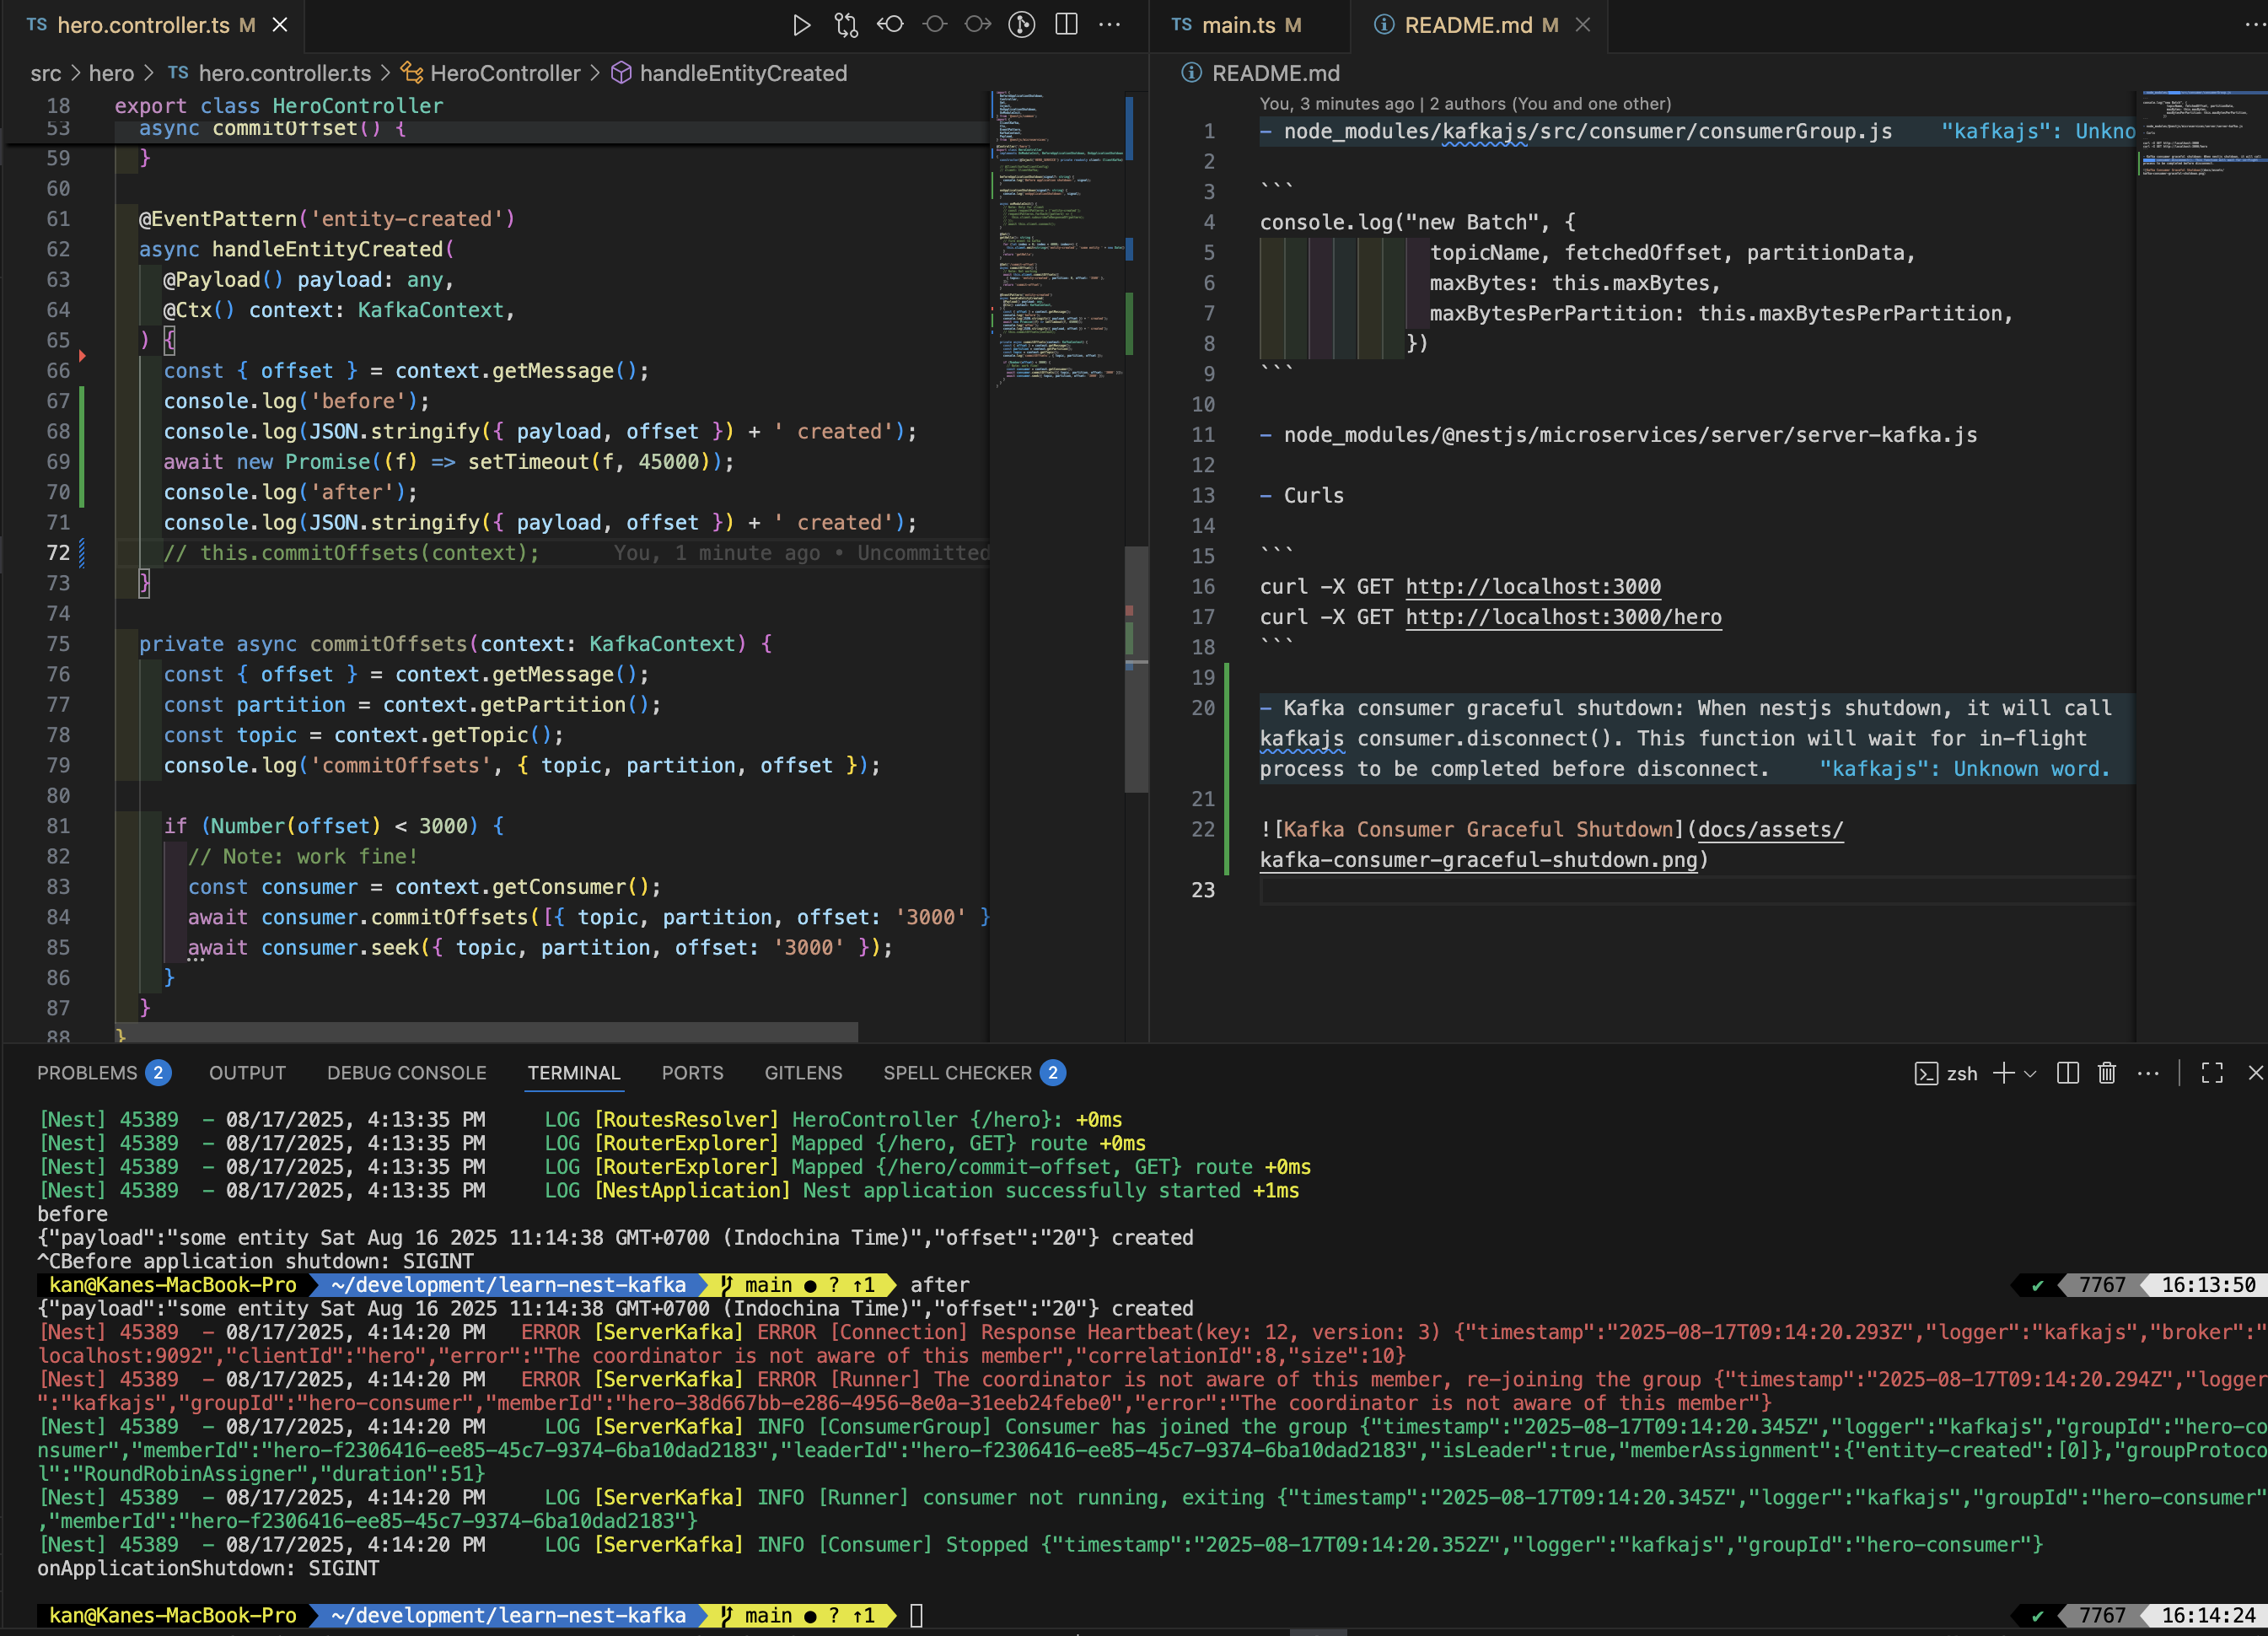 TS hero.controller.ts M
src > hero > TS hero.controller.ts > HeroController > handleEntityCreated
18 export class HeroController
53 async commitOffset() {
59 }
60
61 @EventPattern('entity-created')
62 async handleEntityCreated(
63 @Payload() payload: any,
64 @Ctx() context: KafkaContext,
65 ) {
66 const { offset } = context.getMessage();
67 console.log('before');
68 console.log(JSON.stringify({ payload, offset }) + ' created');
69 await new Promise((f) => setTimeout(f, 45000));
70 console.log('after');
71 console.log(JSON.stringify({ payload, offset }) + ' created');
72 // this.commitOffsets(context); You, 1 minute ago • Uncommitted
73 }
74
75 private async commitOffsets(context: KafkaContext) {
76 const { offset } = context.getMessage();
77 const partition = context.getPartition();
78 const topic = context.getTopic();
79 console.log('commitOffsets', { topic, partition, offset });
80
81 if (Number(offset) < 3000) {
82 // Note: work fine!
83 const consumer = context.getConsumer();
84 await consumer.commitOffsets([{ topic, partition, offset: '3000' }
85 await consumer.seek({ topic, partition, offset: '3000' });
86 }
87 }
88 }
TS main.ts M README.md M
README.md
You, 3 minutes ago | 2 authors (You and one other)
1 - node_modules/kafkajs/src/consumer/consumerGroup.js "kafkajs": Unkno
2
3 ```
4 console.log("new Batch", {
5 topicName, fetchedOffset, partitionData,
6 maxBytes: this.maxBytes,
7 maxBytesPerPartition: this.maxBytesPerPartition,
8 })
9 ```
10
11 - node_modules/@nestjs/microservices/server/server-kafka.js
12
13 - Curls
14
15 ```
16 curl -X GET http://localhost:3000
17 curl -X GET http://localhost:3000/hero
18 ```
19
20 - Kafka consumer graceful shutdown: When nestjs shutdown, it will call
kafkajs consumer.disconnect(). This function will wait for in-flight
process to be completed before disconnect. "kafkajs": Unknown word.
21
22 ![Kafka Consumer Graceful Shutdown](docs/assets/
kafka-consumer-graceful-shutdown.png)
23
PROBLEMS 2 OUTPUT DEBUG CONSOLE TERMINAL PORTS GITLENS SPELL CHECKER 2 zsh
[Nest] 45389 - 08/17/2025, 4:13:35 PM LOG [RoutesResolver] HeroController {/hero}: +0ms
[Nest] 45389 - 08/17/2025, 4:13:35 PM LOG [RouterExplorer] Mapped {/hero, GET} route +0ms
[Nest] 45389 - 08/17/2025, 4:13:35 PM LOG [RouterExplorer] Mapped {/hero/commit-offset, GET} route +0ms
[Nest] 45389 - 08/17/2025, 4:13:35 PM LOG [NestApplication] Nest application successfully started +1ms
before
{"payload":"some entity Sat Aug 16 2025 11:14:38 GMT+0700 (Indochina Time)","offset":"20"} created
^CBefore application shutdown: SIGINT
kan@Kanes-MacBook-Pro ~/development/learn-nest-kafka main ● ? ↑1 after ✔ 7767 16:13:50
{"payload":"some entity Sat Aug 16 2025 11:14:38 GMT+0700 (Indochina Time)","offset":"20"} created
[Nest] 45389 - 08/17/2025, 4:14:20 PM ERROR [ServerKafka] ERROR [Connection] Response Heartbeat(key: 12, version: 3) {"timestamp":"2025-08-17T09:14:20.293Z","logger":"kafkajs","broker":"
localhost:9092","clientId":"hero","error":"The coordinator is not aware of this member","correlationId":8,"size":10}
[Nest] 45389 - 08/17/2025, 4:14:20 PM ERROR [ServerKafka] ERROR [Runner] The coordinator is not aware of this member, re-joining the group {"timestamp":"2025-08-17T09:14:20.294Z","logger
":"kafkajs","groupId":"hero-consumer","memberId":"hero-38d667bb-e286-4956-8e0a-31eeb24febe0","error":"The coordinator is not aware of this member"}
[Nest] 45389 - 08/17/2025, 4:14:20 PM LOG [ServerKafka] INFO [ConsumerGroup] Consumer has joined the group {"timestamp":"2025-08-17T09:14:20.345Z","logger":"kafkajs","groupId":"hero-co
nsumer","memberId":"hero-f2306416-ee85-45c7-9374-6ba10dad2183","leaderId":"hero-f2306416-ee85-45c7-9374-6ba10dad2183","isLeader":true,"memberAssignment":{"entity-created":[0]},"groupProtoco
l":"RoundRobinAssigner","duration":51}
[Nest] 45389 - 08/17/2025, 4:14:20 PM LOG [ServerKafka] INFO [Runner] consumer not running, exiting {"timestamp":"2025-08-17T09:14:20.345Z","logger":"kafkajs","groupId":"hero-consumer"
,"memberId":"hero-f2306416-ee85-45c7-9374-6ba10dad2183"}
[Nest] 45389 - 08/17/2025, 4:14:20 PM LOG [ServerKafka] INFO [Consumer] Stopped {"timestamp":"2025-08-17T09:14:20.352Z","logger":"kafkajs","groupId":"hero-consumer"}
onApplicationShutdown: SIGINT
kan@Kanes-MacBook-Pro ~/development/learn-nest-kafka main ● ? ↑1 ✔ 7767 16:14:24